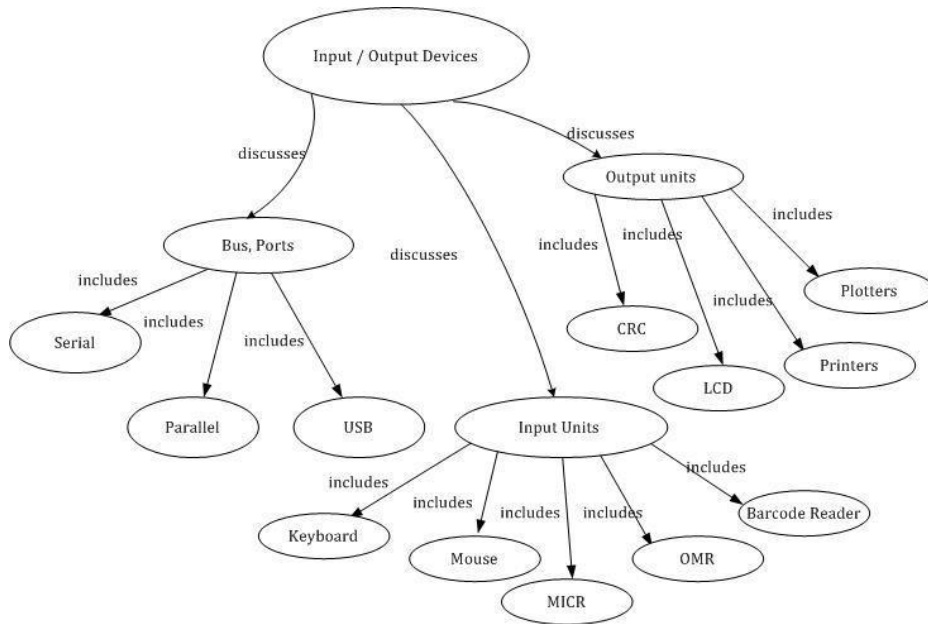 Input / Output Devices
discusses
discusses
Output units
includes
Bus, Ports
includes
includes
discusses
includes
Plotters
includes
includes
includes
CRC
includes
Serial
Printers
LCD
Parallel
USB
Input Units
includes
includes
Keyboard
includes
includes
includes
Barcode Reader
Mouse
OMR
MICR